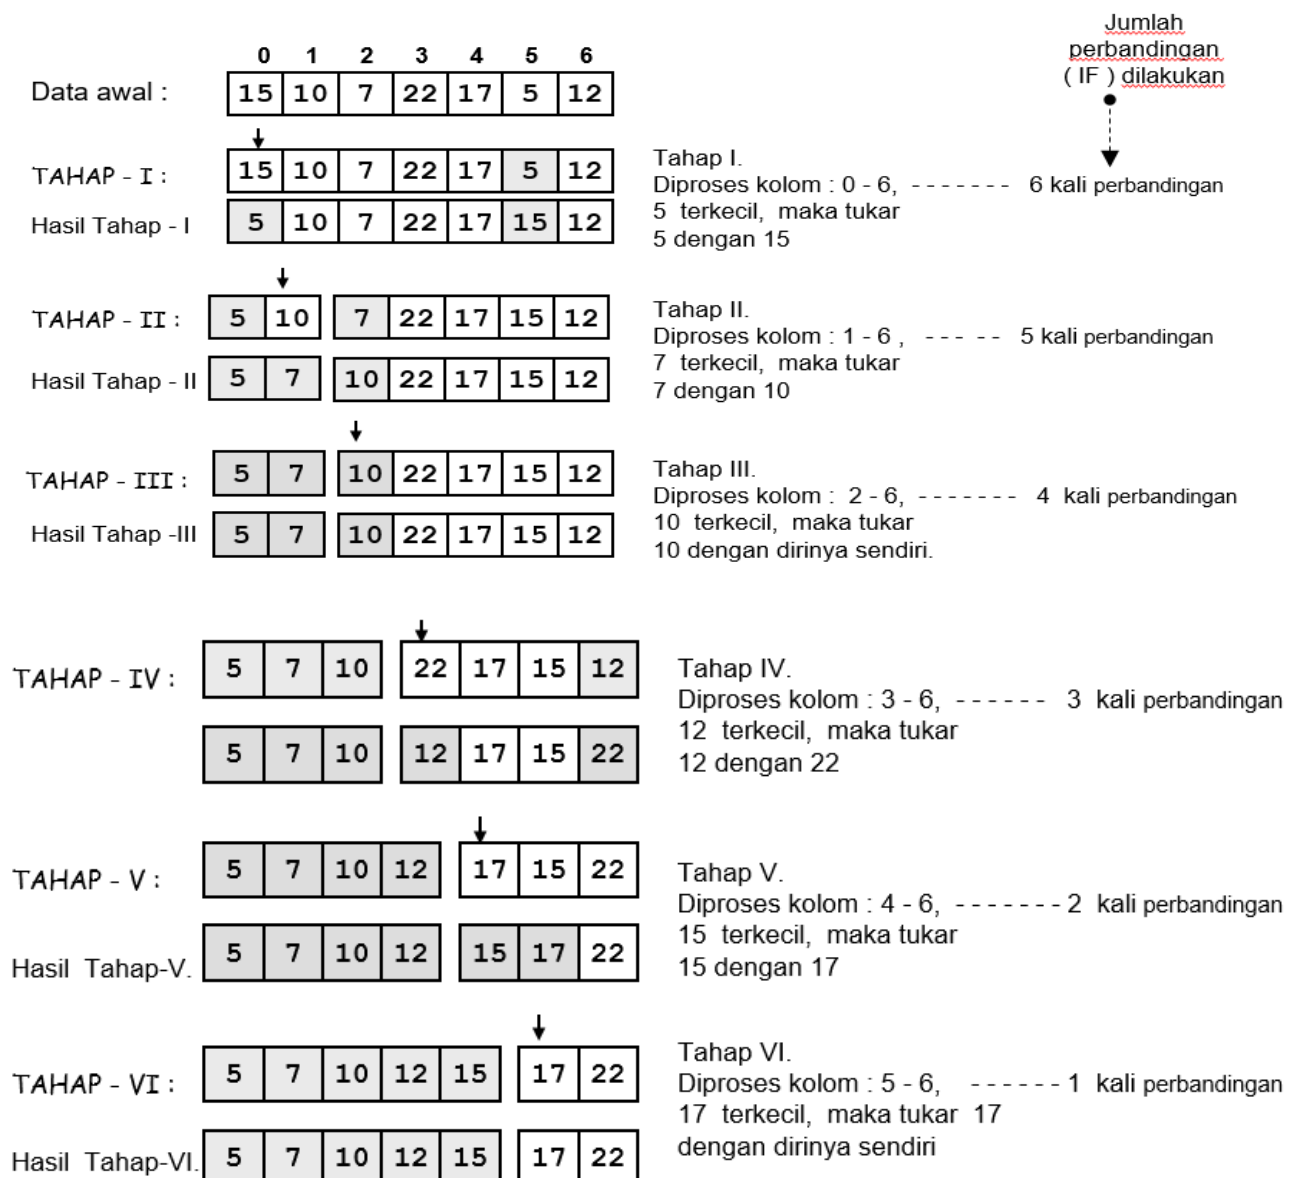 Jumlah
perbandingan
( IF ) dilakukan
0 1 2 3 4 5 6
Data awal : 15 10 7 22 17 5 12
TAHAP - I : 15 10 7 22 17 5 12
Hasil Tahap - I 5 10 7 22 17 15 12
Tahap I.
Diproses kolom : 0 - 6, - - - - - - - 6 kali perbandingan
5 terkecil, maka tukar
5 dengan 15
TAHAP - II : 5 10 7 22 17 15 12
Hasil Tahap - II 5 7 10 22 17 15 12
Tahap II.
Diproses kolom : 1 - 6 , - - - - - 5 kali perbandingan
7 terkecil, maka tukar
7 dengan 10
TAHAP - III : 5 7 10 22 17 15 12
Hasil Tahap -III 5 7 10 22 17 15 12
Tahap III.
Diproses kolom : 2 - 6, - - - - - - - 4 kali perbandingan
10 terkecil, maka tukar
10 dengan dirinya sendiri.
TAHAP - IV : 5 7 10 22 17 15 12
5 7 10 12 17 15 22
Tahap IV.
Diproses kolom : 3 - 6, - - - - - - 3 kali perbandingan
12 terkecil, maka tukar
12 dengan 22
TAHAP - V : 5 7 10 12 17 15 22
Hasil Tahap-V. 5 7 10 12 15 17 22
Tahap V.
Diproses kolom : 4 - 6, - - - - - - - 2 kali perbandingan
15 terkecil, maka tukar
15 dengan 17
TAHAP - VI : 5 7 10 12 15 17 22
Hasil Tahap-VI. 5 7 10 12 15 17 22
Tahap VI.
Diproses kolom : 5 - 6, - - - - - - 1 kali perbandingan
17 terkecil, maka tukar 17
dengan dirinya sendiri